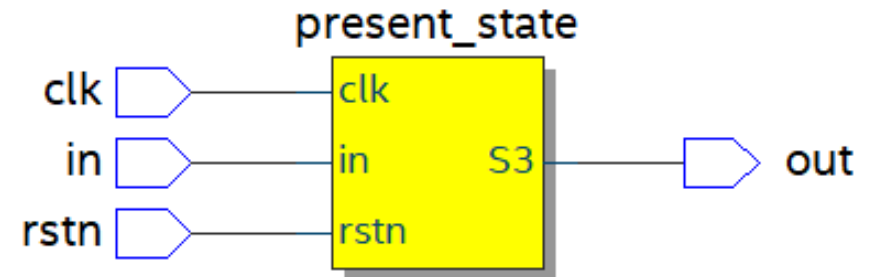 present_state
clk
clk
in
in
S3
out
rstn
rstn